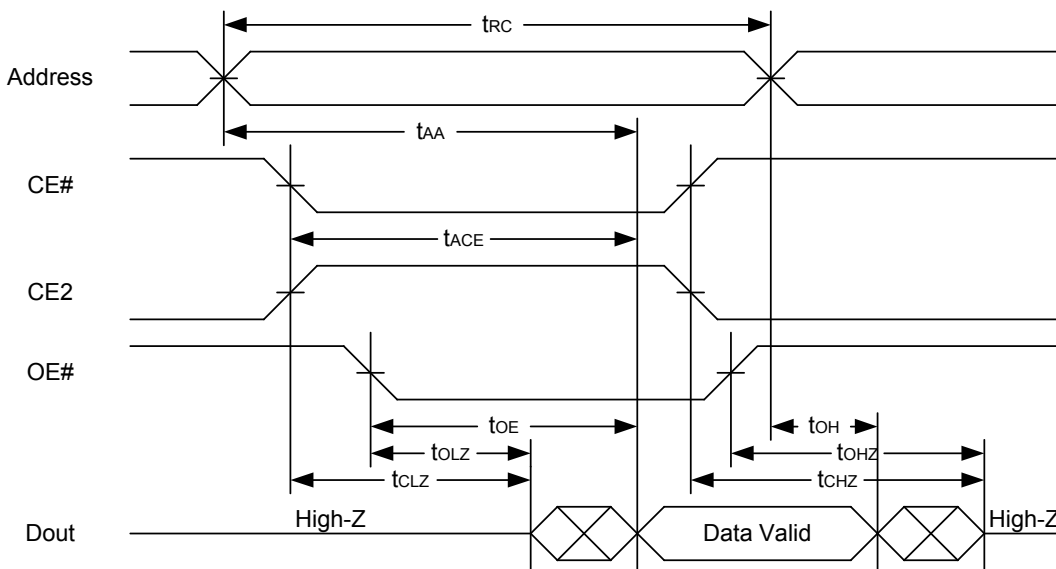 tRC
Address
tAA
CE#
tACE
CE2
OE#
tOE
tOH
tOLZ
tOHZ
tCLZ
tCHZ
High-Z
Data Valid
High-Z
Dout